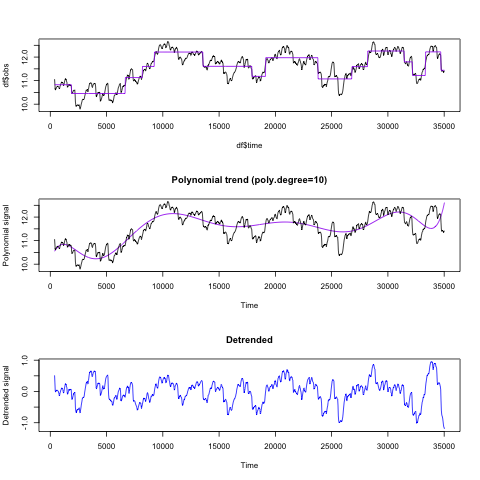 df$obs
10.0 11.0 12.0
0 5000 10000 15000 20000 25000 30000 35000
df$time
Polynomial trend (poly.degree=10)
Polynomial signal
10.0 11.0 12.0
0 5000 10000 15000 20000 25000 30000 35000
Time
Detrended
Detrended signal
-1.0 0.0 1.0
0 5000 10000 15000 20000 25000 30000 35000
Time